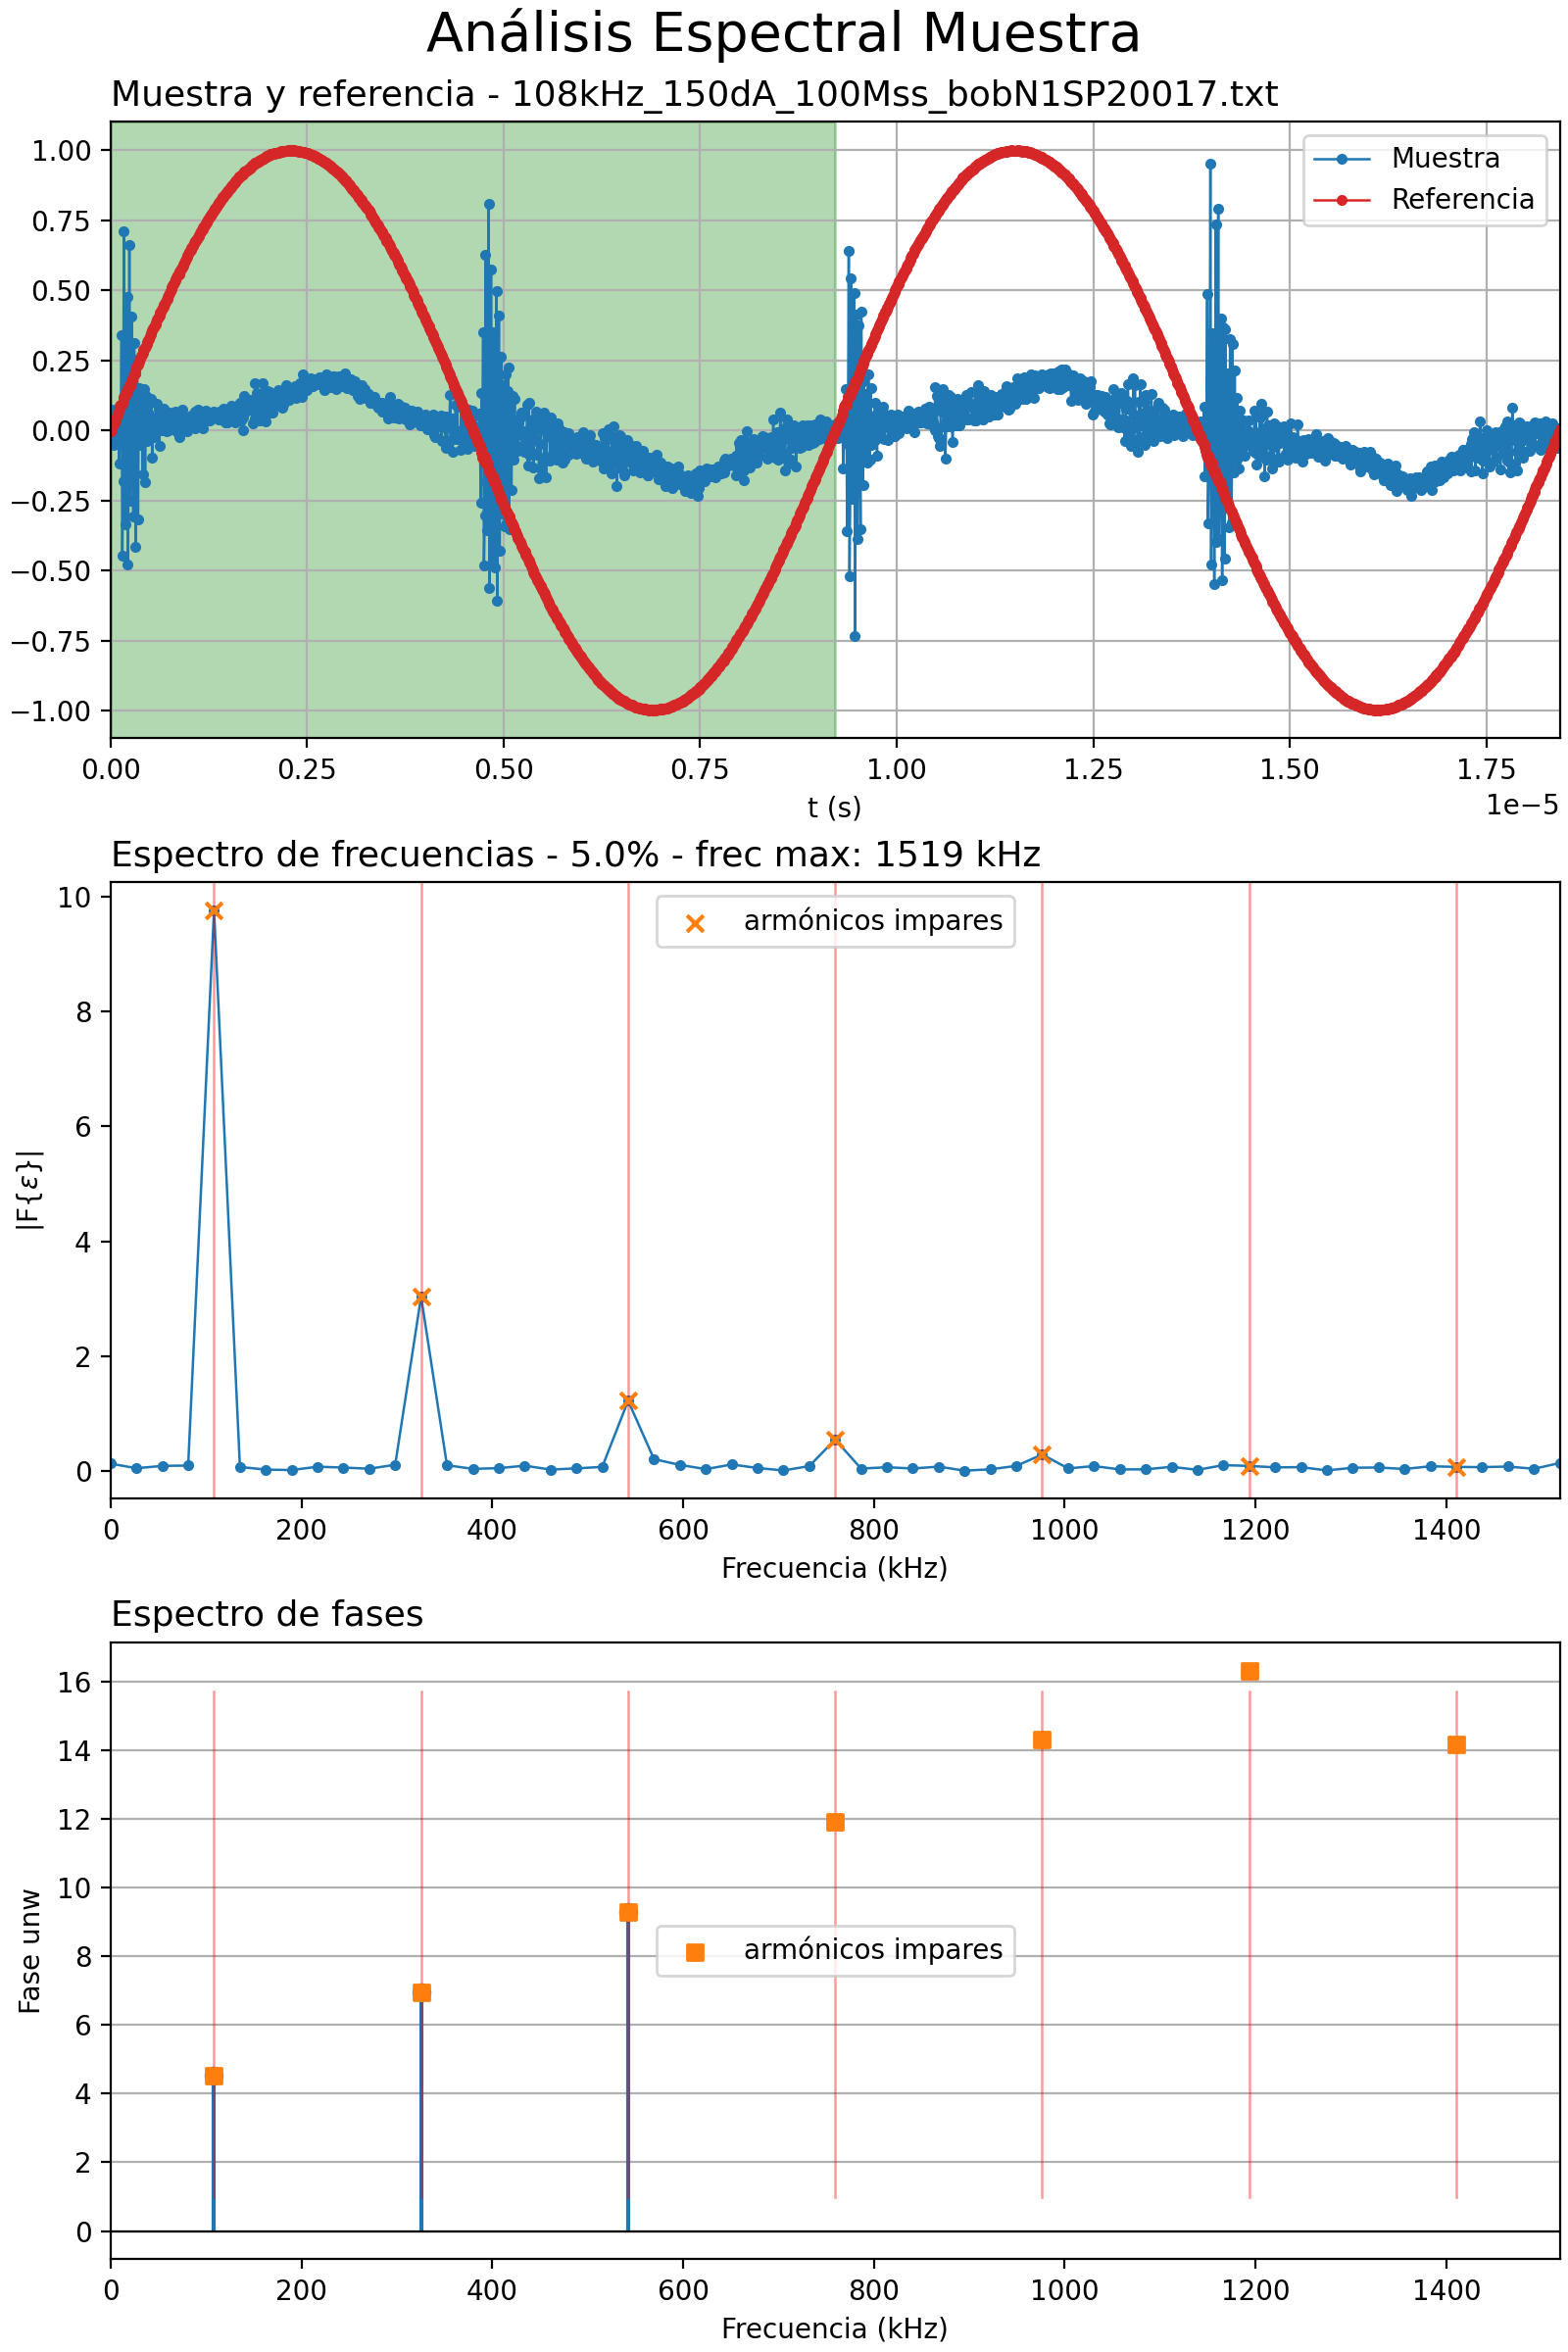 Análisis Espectral Muestra
Muestra y referencia - 108kHz_150dA_100Mss_bobN1SP20017.txt
1.00
0.75
0.50
0.25
0.00
−0.25
−0.50
−0.75
−1.00
Muestra
Referencia
0.00 0.25 0.50 0.75 1.00 1.25 1.50 1.75
t (s)
1e−5
Espectro de frecuencias - 5.0% - frec max: 1519 kHz
10
8
6
4
2
0
|F{ε}|
armónicos impares
0 200 400 600 800 1000 1200 1400
Frecuencia (kHz)
Espectro de fases
16
14
12
10
8
6
4
2
0
Fase unw
armónicos impares
0 200 400 600 800 1000 1200 1400
Frecuencia (kHz)